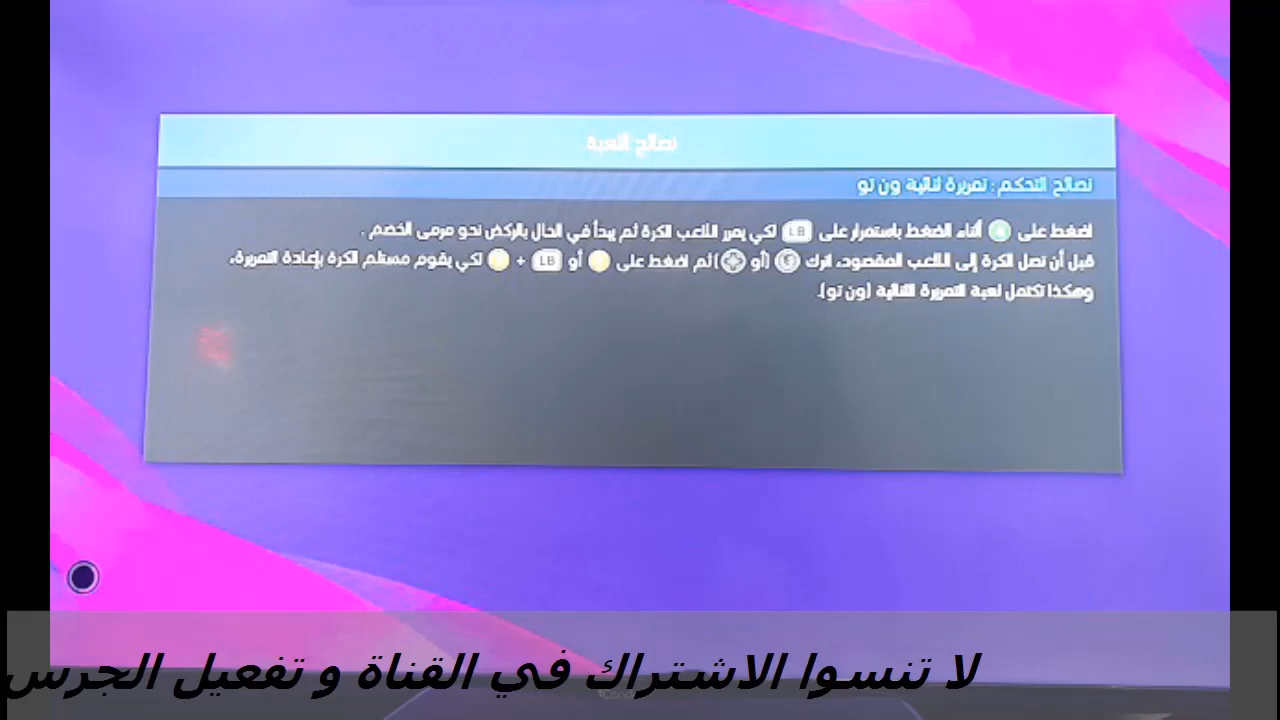 نصائح اللعبة
نصائح التحكم: تمريرة ثنائية ون تو
اضغط على A أثناء الضغط باستمرار على LB لكي يمرر اللاعب الكرة ثم يبدأ في الحال بالركض نحو مرمى الخصم .
قبل أن تصل الكرة إلى اللاعب المقصود، اترك (أو ) ثم اضغط على أو LB + لكي يقوم مستلم الكرة بإعادة التمريرة،
وهكذا تكتمل لعبة التمريرة الثنائية (ون تو).
لا تنسوا الاشتراك في القناة و تفعيل الجرس